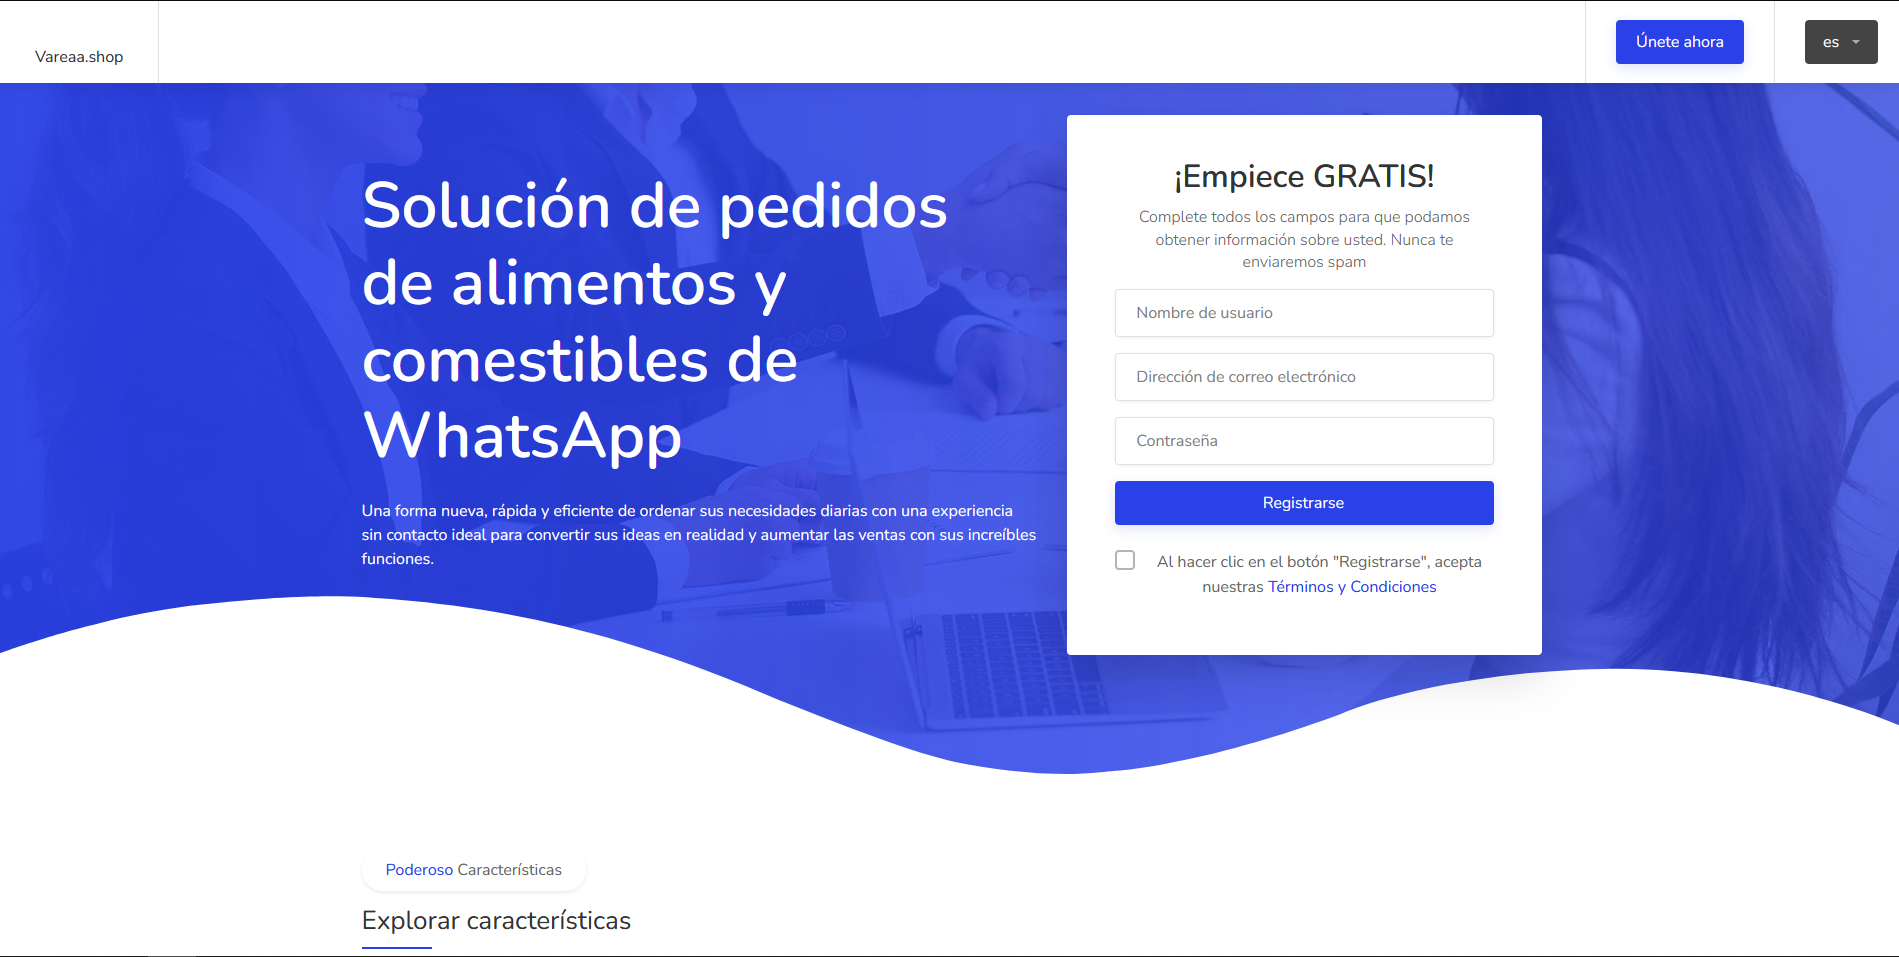 Vareaa.shop
Únete ahora
es
Solución de pedidos
de alimentos y
comestibles de
WhatsApp
Una forma nueva, rápida y eficiente de ordenar sus necesidades diarias con una experiencia
sin contacto ideal para convertir sus ideas en realidad y aumentar las ventas con sus increíbles
funciones.
¡Empiece GRATIS!
Complete todos los campos para que podamos
obtener información sobre usted. Nunca te
enviaremos spam
Nombre de usuario
Dirección de correo electrónico
Contraseña
Registrarse
Al hacer clic en el botón "Registrarse", acepta
nuestras Términos y Condiciones
Poderoso Características
Explorar características